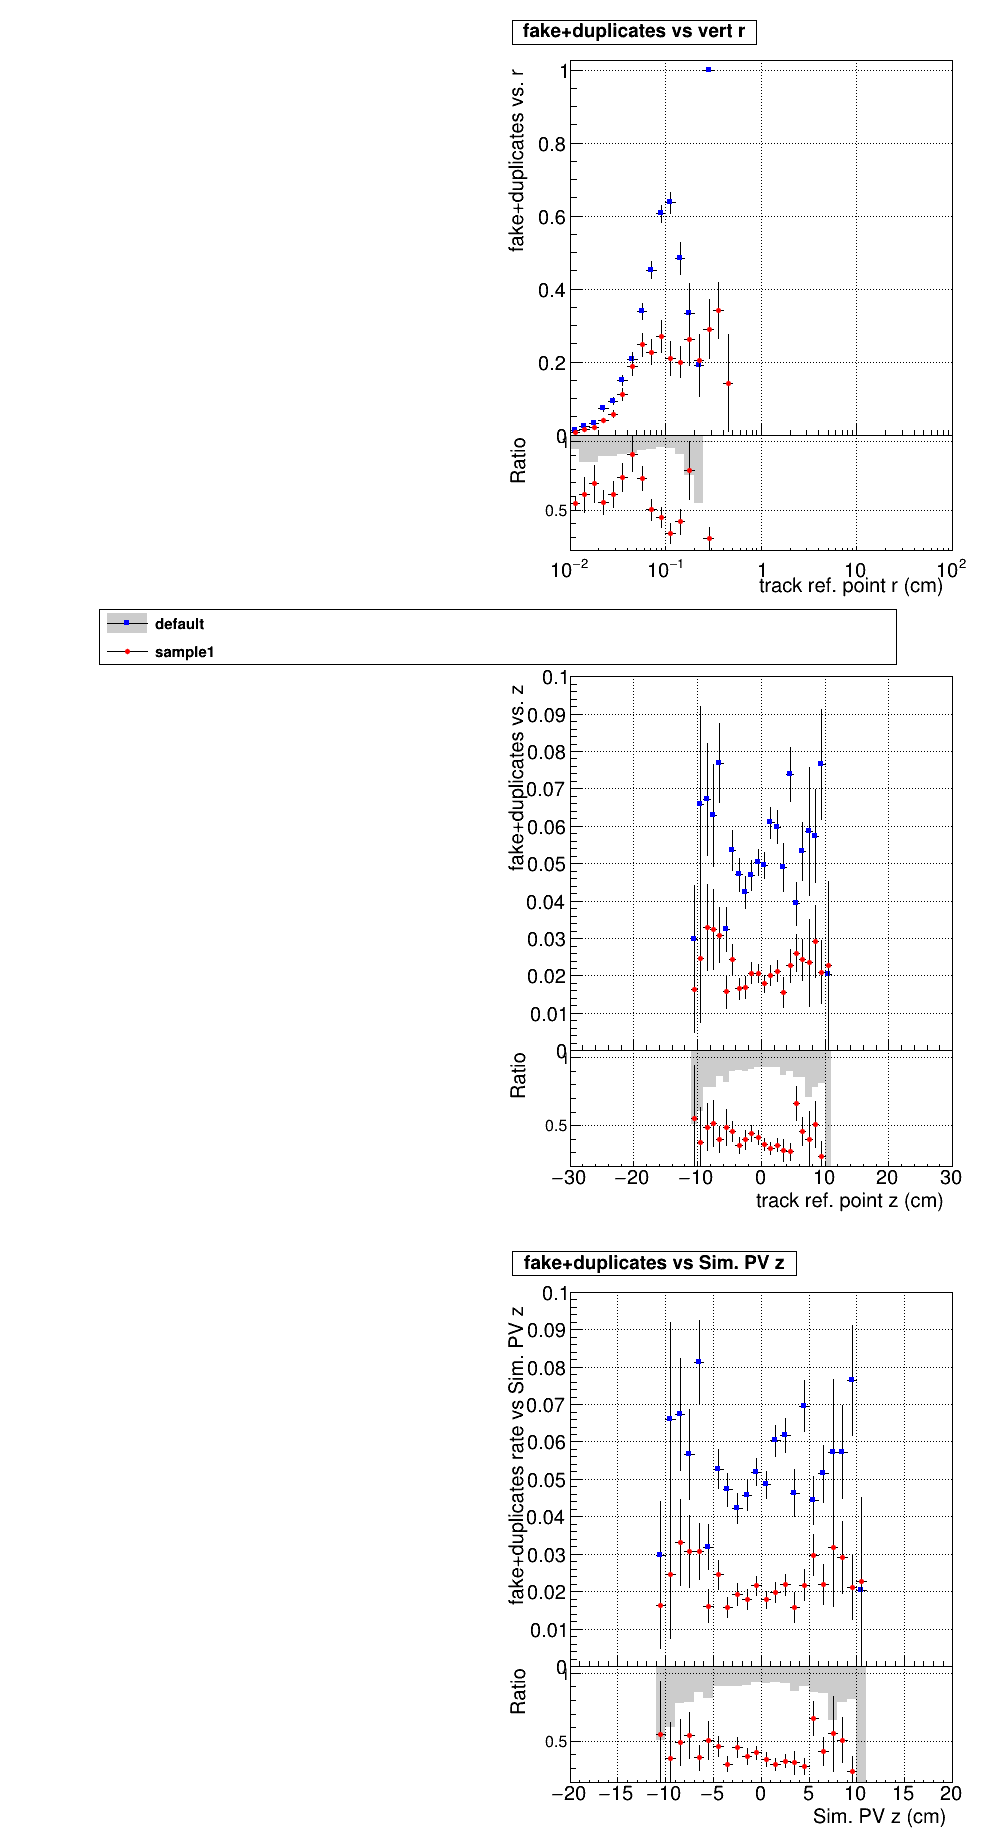 fake+duplicates vs vert r
fake+duplicates vs. r
1
0.8
0.6
0.4
0.2
0
Ratio
1
0.5
10−2
10−1
1
10
102
track ref. point r (cm)
default
sample1
fake+duplicates vs. z
0.1
0.09
0.08
0.07
0.06
0.05
0.04
0.03
0.02
0.01
0
Ratio
1
0.5
−30 −20 −10 0 10 20 30
track ref. point z (cm)
fake+duplicates vs Sim. PV z
fake+duplicates rate vs Sim. PV z
0.1
0.09
0.08
0.07
0.06
0.05
0.04
0.03
0.02
0.01
0
Ratio
1
0.5
−20 −15 −10 −5 0 5 10 15 20
Sim. PV z (cm)